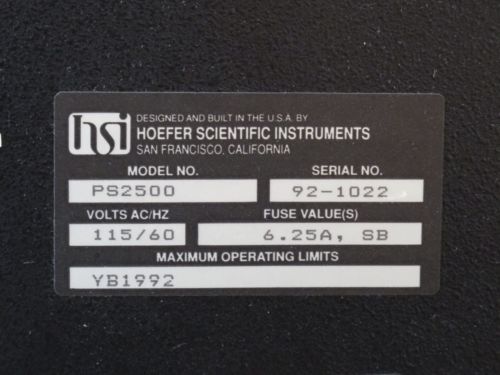 hsi
DESIGNED AND BUILT IN THE U.S.A. BY
HOEFER SCIENTIFIC INSTRUMENTS
SAN FRANCISCO, CALIFORNIA
MODEL NO. SERIAL NO.
PS2500 92-1022
VOLTS AC/HZ FUSE VALUE(S)
115/60 6.25A, SB
MAXIMUM OPERATING LIMITS
YB1992